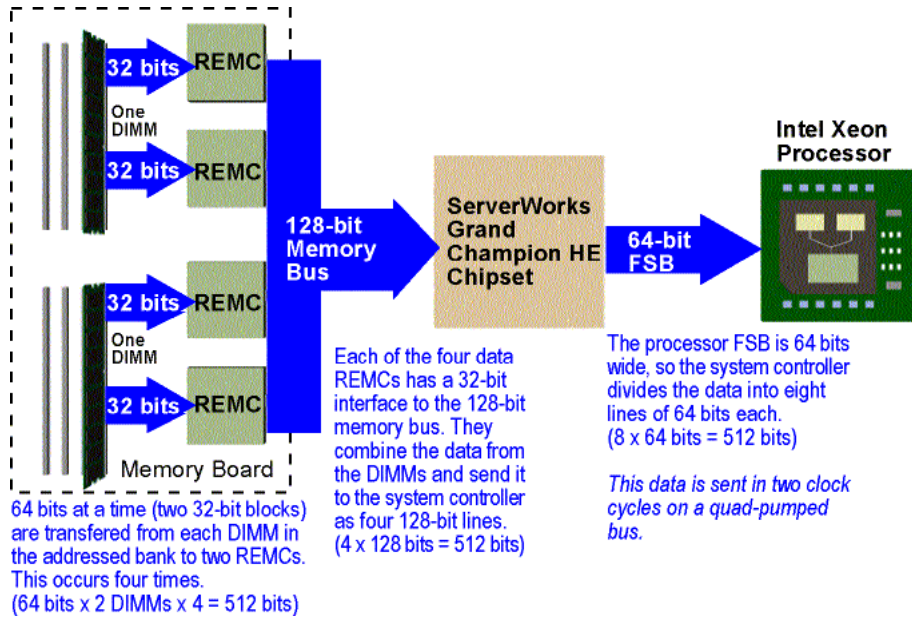 32 bits
REMC
One
DIMM
32 bits
REMC
32 bits
REMC
One
DIMM
32 bits
REMC
Memory Board
128-bit
Memory
Bus
ServerWorks
Grand
Champion HE
Chipset
64-bit
FSB
Intel Xeon
Processor
64 bits at a time (two 32-bit blocks)
are transfered from each DIMM in
the addressed bank to two REMCs.
This occurs four times.
(64 bits x 2 DIMMs x 4 = 512 bits)
Each of the four data
REMCs has a 32-bit
interface to the 128-bit
memory bus. They
combine the data from
the DIMMs and send it
to the system controller
as four 128-bit lines.
(4 x 128 bits = 512 bits)
The processor FSB is 64 bits
wide, so the system controller
divides the data into eight
lines of 64 bits each.
(8 x 64 bits = 512 bits)
This data is sent in two clock
cycles on a quad-pumped
bus.